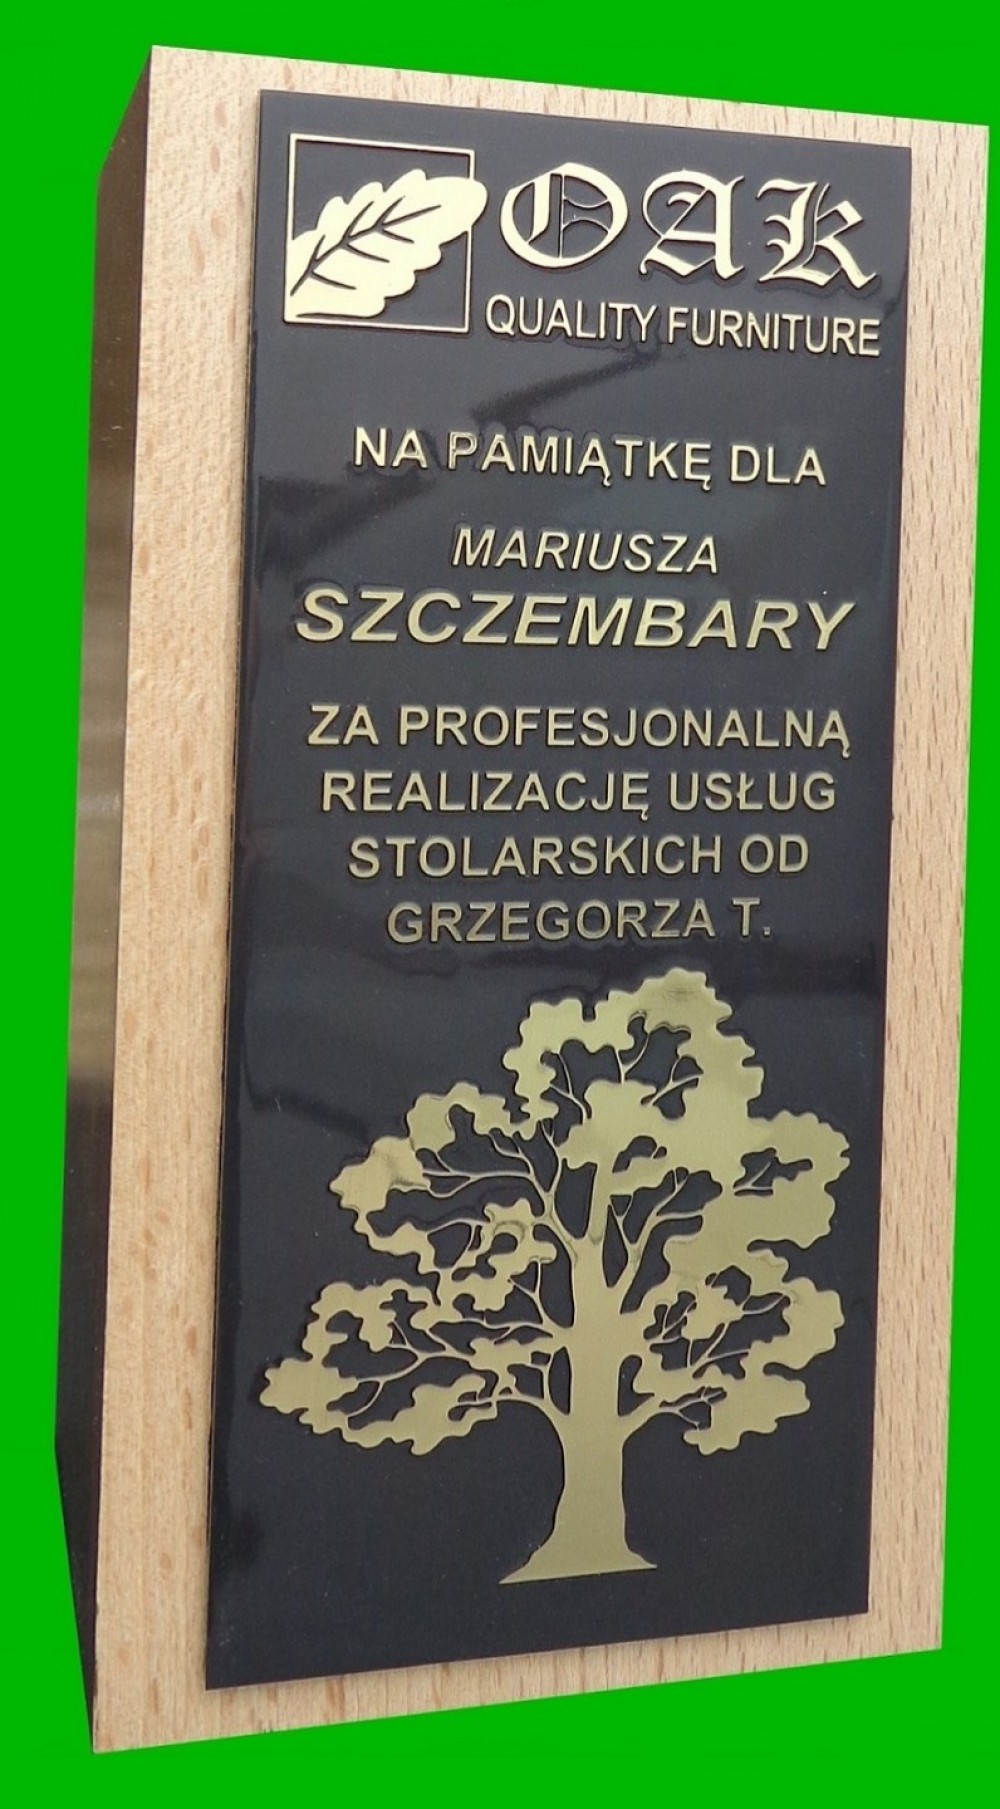 OAK
QUALITY FURNITURE
NA PAMIĄTKĘ DLA
MARIUSZA
SZCZEMBARY
ZA PROFESJONALNĄ
REALIZACJĘ USŁUG
STOLARSKICH OD
GRZEGORZA T.